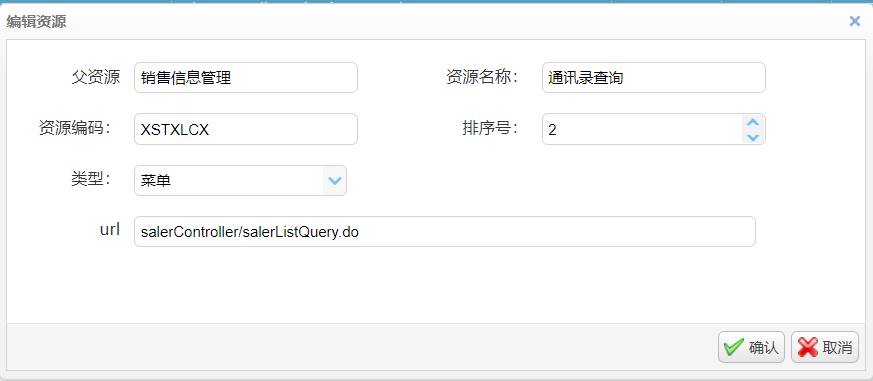 编辑资源
父资源 销售信息管理 资源名称： 通讯录查询
资源编码： XSTXLCX 排序号： 2
类型： 菜单
url salerController/salerListQuery.do
确认 取消